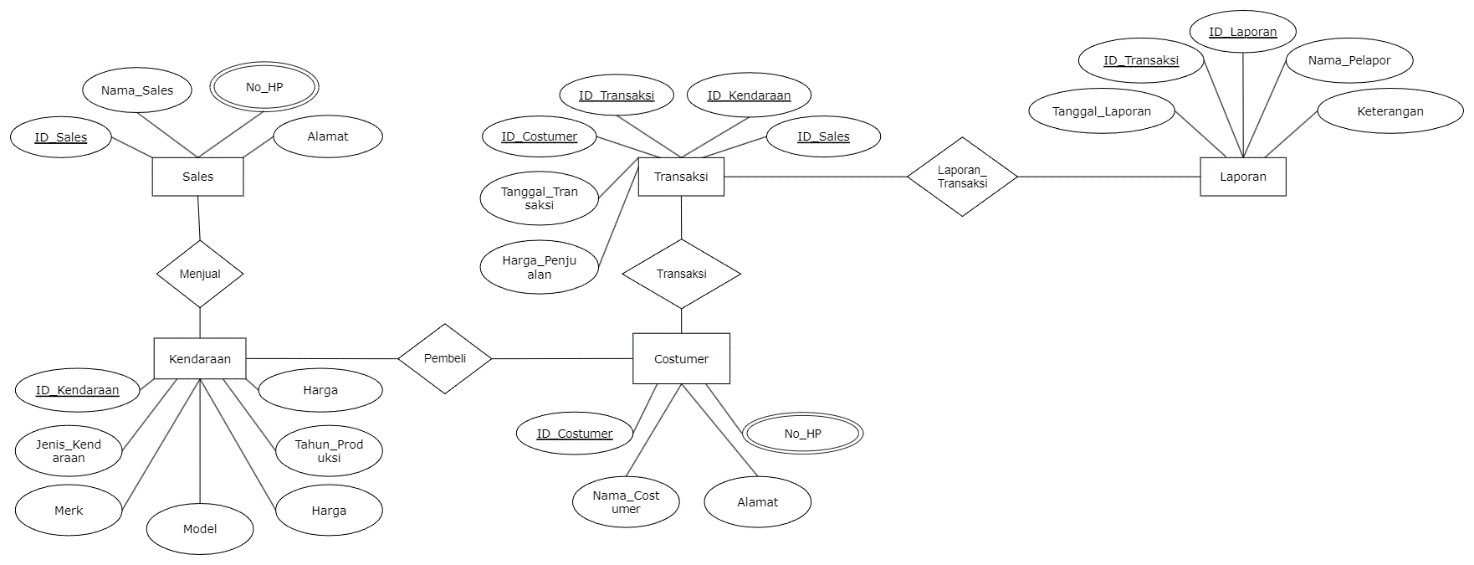 ID_Laporan
ID_Transaksi
Nama_Pelapor
Tanggal_Laporan
Keterangan
Laporan
Laporan_
Transaksi
Nama_Sales
No_HP
ID_Sales
Alamat
Sales
Menjual
ID_Transaksi
ID_Kendaraan
ID_Costumer
ID_Sales
Transaksi
Tanggal_Tran
saksi
Harga_Penju
alan
Transaksi
Kendaraan
Pembeli
Costumer
ID_Kendaraan
Harga
Jenis_Kend
araan
Tahun_Prod
uksi
Merk
Model
Harga
ID_Costumer
No_HP
Nama_Cost
umer
Alamat